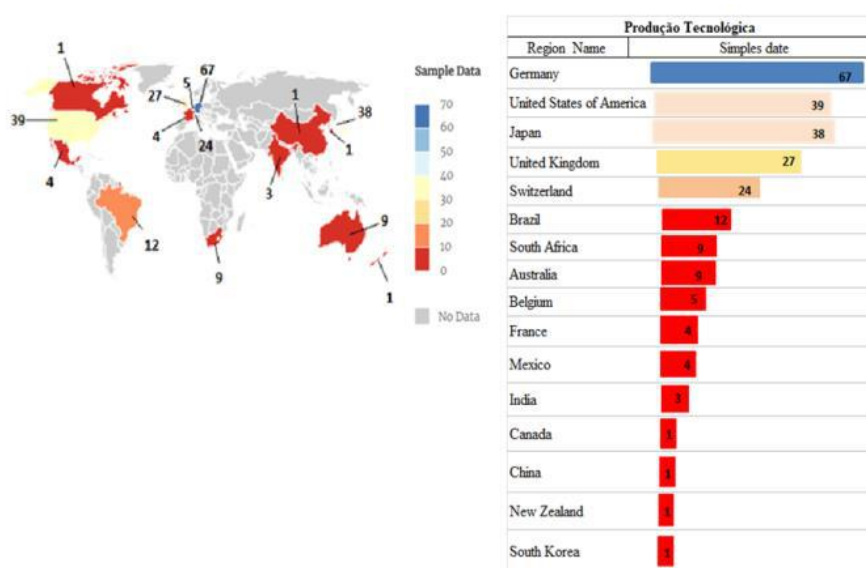 1
67
5
27
1
38
39
4
24
1
4
3
12
9
9
1
Sample Data
70
60
50
40
30
20
10
0
No Data
Produção Tecnológica
Region Name Simples date
Germany 67
United States of America 39
Japan 38
United Kingdom 27
Switzerland 24
Brazil 12
South Africa 9
Australia 9
Belgium 5
France 4
Mexico 4
India 3
Canada 1
China 1
New Zealand 1
South Korea 1